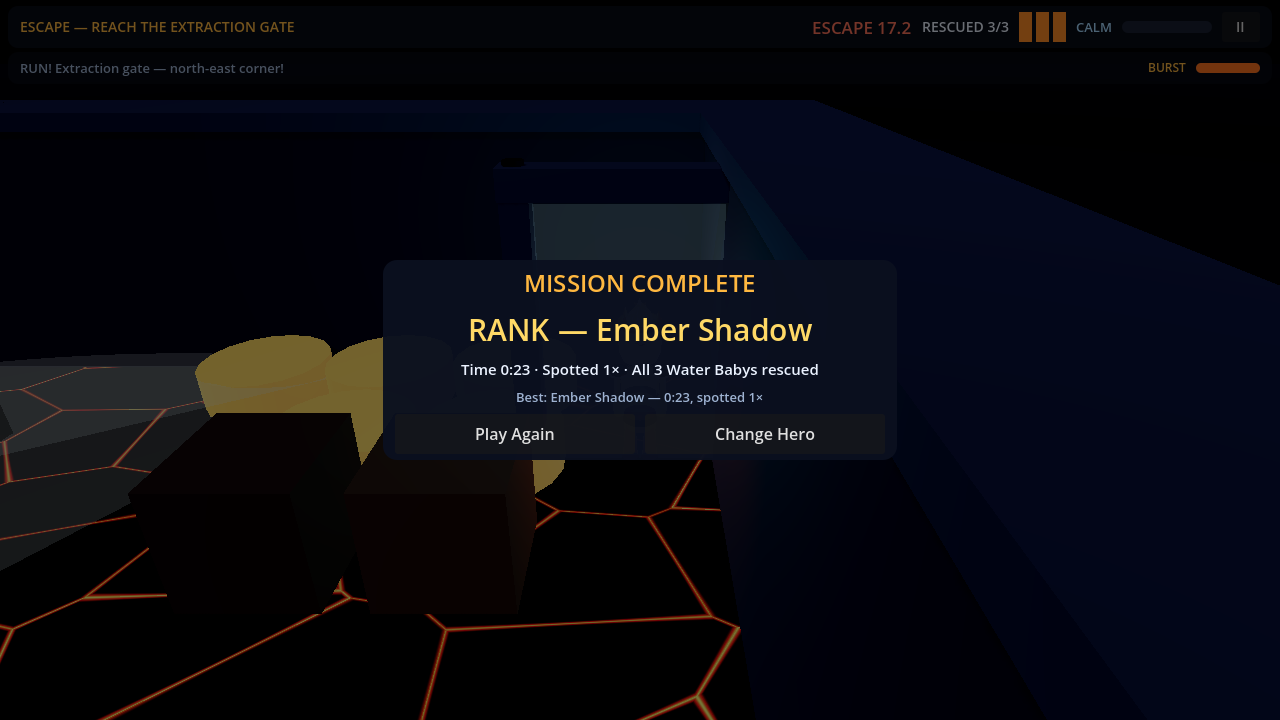 ESCAPE — REACH THE EXTRACTION GATE
ESCAPE 17.2 RESCUED 3/3 CALM II
RUN! Extraction gate — north-east corner!
BURST
MISSION COMPLETE
RANK — Ember Shadow
Time 0:23 · Spotted 1× · All 3 Water Babys rescued
Best: Ember Shadow — 0:23, spotted 1×
Play Again
Change Hero